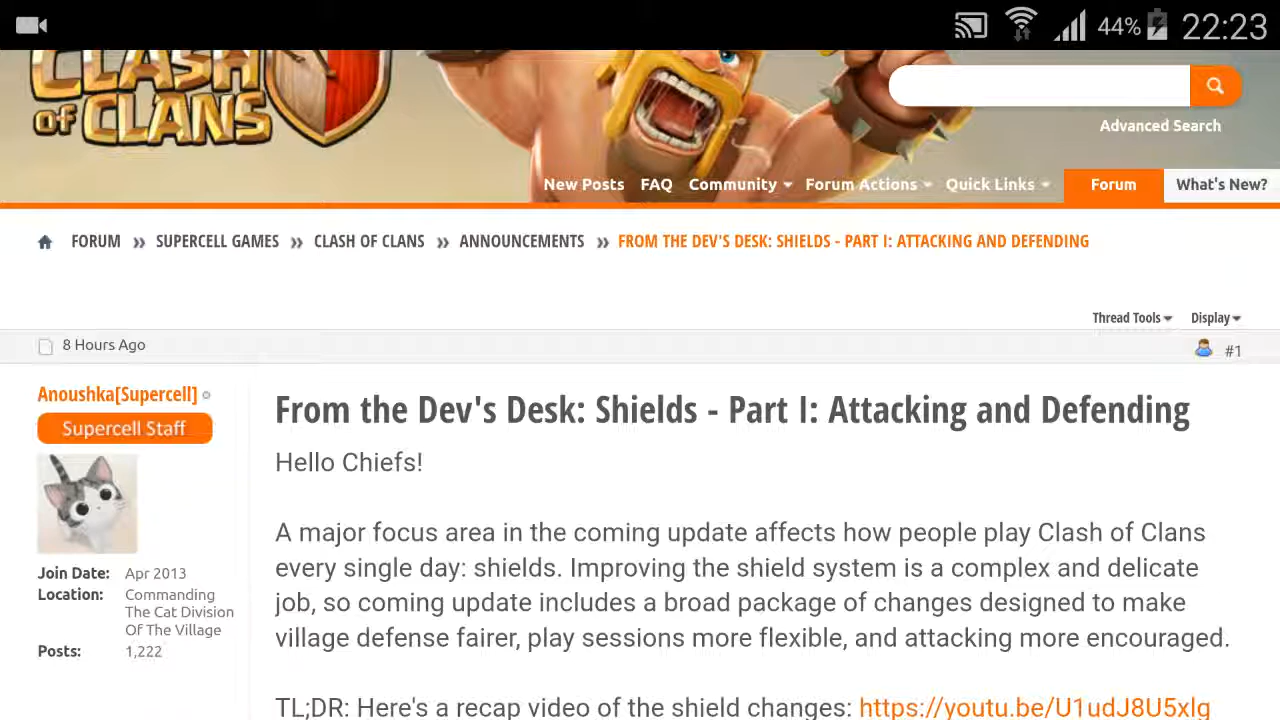 44% 22:23
CLASH
OF CLANS
Advanced Search
New Posts FAQ Community Forum Actions Quick Links Forum What's New?
FORUM » SUPERCELL GAMES » CLASH OF CLANS » ANNOUNCEMENTS » FROM THE DEV'S DESK: SHIELDS - PART I: ATTACKING AND DEFENDING
Thread Tools Display
8 Hours Ago #1
Anoushka[Supercell]
Supercell Staff
Join Date: Apr 2013
Location: Commanding
The Cat Division
Of The Village
Posts: 1,222
From the Dev's Desk: Shields - Part I: Attacking and Defending
Hello Chiefs!
A major focus area in the coming update affects how people play Clash of Clans
every single day: shields. Improving the shield system is a complex and delicate
job, so coming update includes a broad package of changes designed to make
village defense fairer, play sessions more flexible, and attacking more encouraged.
TL;DR: Here's a recap video of the shield changes: https://youtu.be/U1udJ8U5xIg